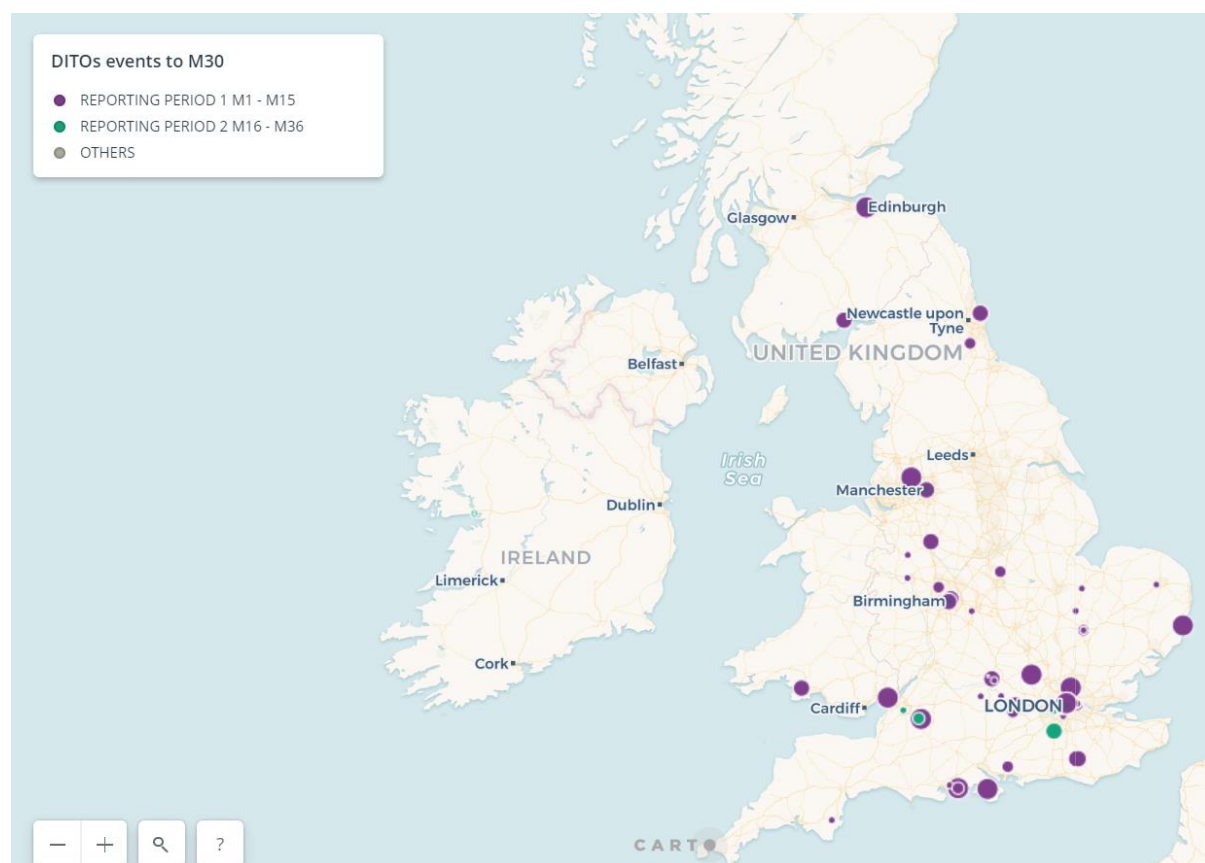 DITOs events to M30
REPORTING PERIOD 1 M1 - M15
REPORTING PERIOD 2 M16 - M36
OTHERS
Edinburgh
Glasgow
Newcastle upon
Tyne
UNITED KINGDOM
Belfast
Irish
Sea
Leeds
Manchester
Dublin
IRELAND
Limerick
Birmingham
Cork
Cardiff
LONDON
CARTO
?